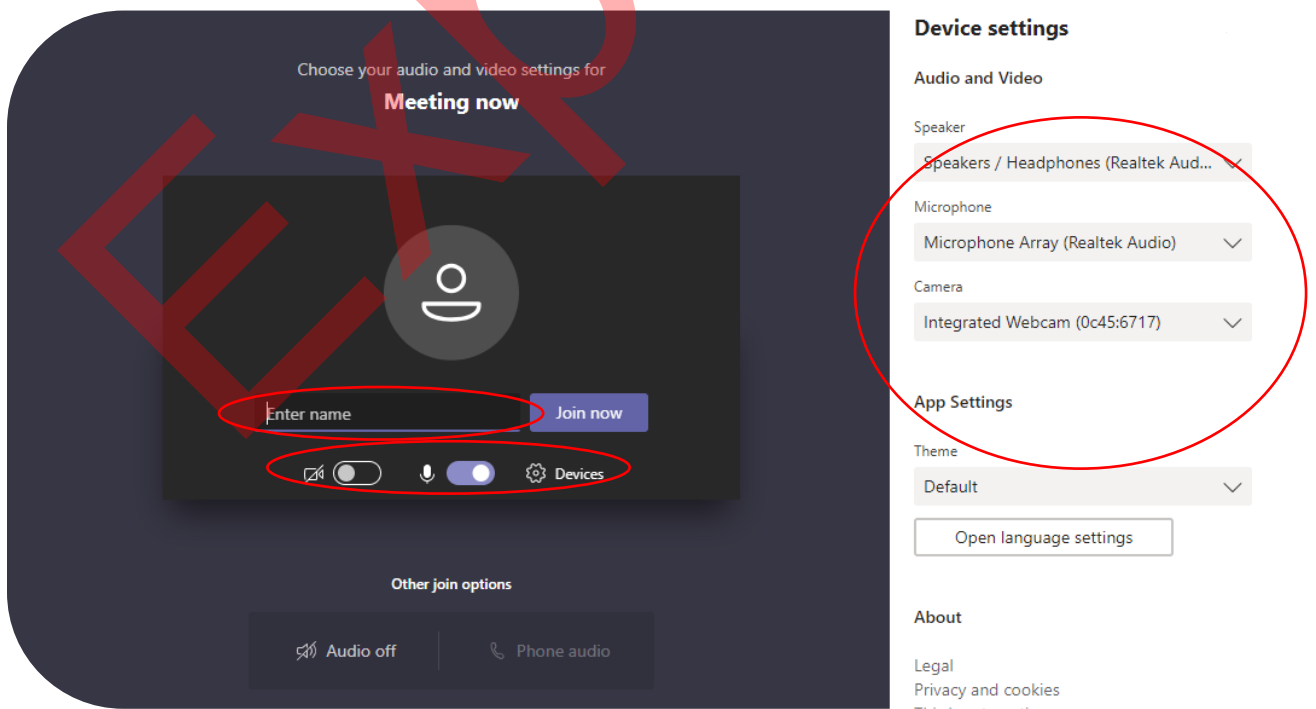 Choose your audio and video settings for
Meeting now
Enter name
Join now
Devices
Other join options
Audio off
Phone audio
Device settings
Audio and Video
Speaker
Speakers / Headphones (Realtek Aud...
Microphone
Microphone Array (Realtek Audio)
Camera
Integrated Webcam (0c45:6717)
App Settings
Theme
Default
Open language settings
About
Legal
Privacy and cookies